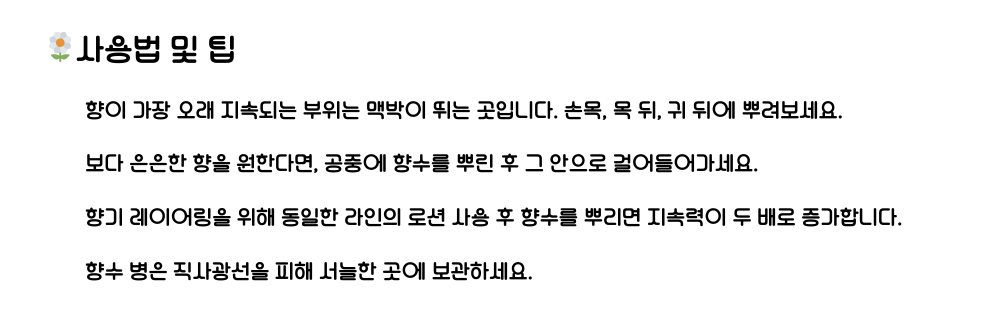 🌼사용법 및 팁
향이 가장 오래 지속되는 부위는 맥박이 뛰는 곳입니다. 손목, 목 뒤, 귀 뒤에 뿌려보세요.
보다 은은한 향을 원한다면, 공중에 향수를 뿌린 후 그 안으로 걸어들어가세요.
향기 레이어링을 위해 동일한 라인의 로션 사용 후 향수를 뿌리면 지속력이 두 배로 증가합니다.
향수 병은 직사광선을 피해 서늘한 곳에 보관하세요.